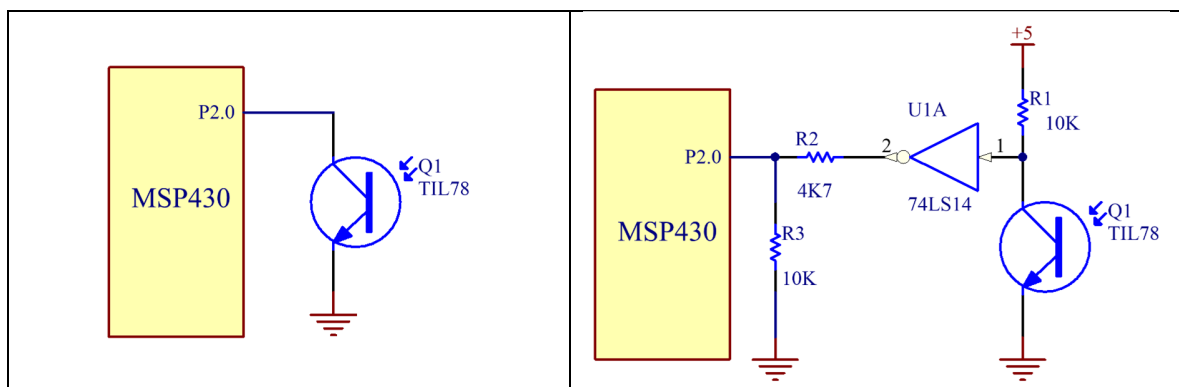 P2.0
Q1
TIL78
MSP430
+5
R1
10K
U1A
R2
2
1
P2.0
4K7
74LS14
Q1
TIL78
MSP430
R3
10K